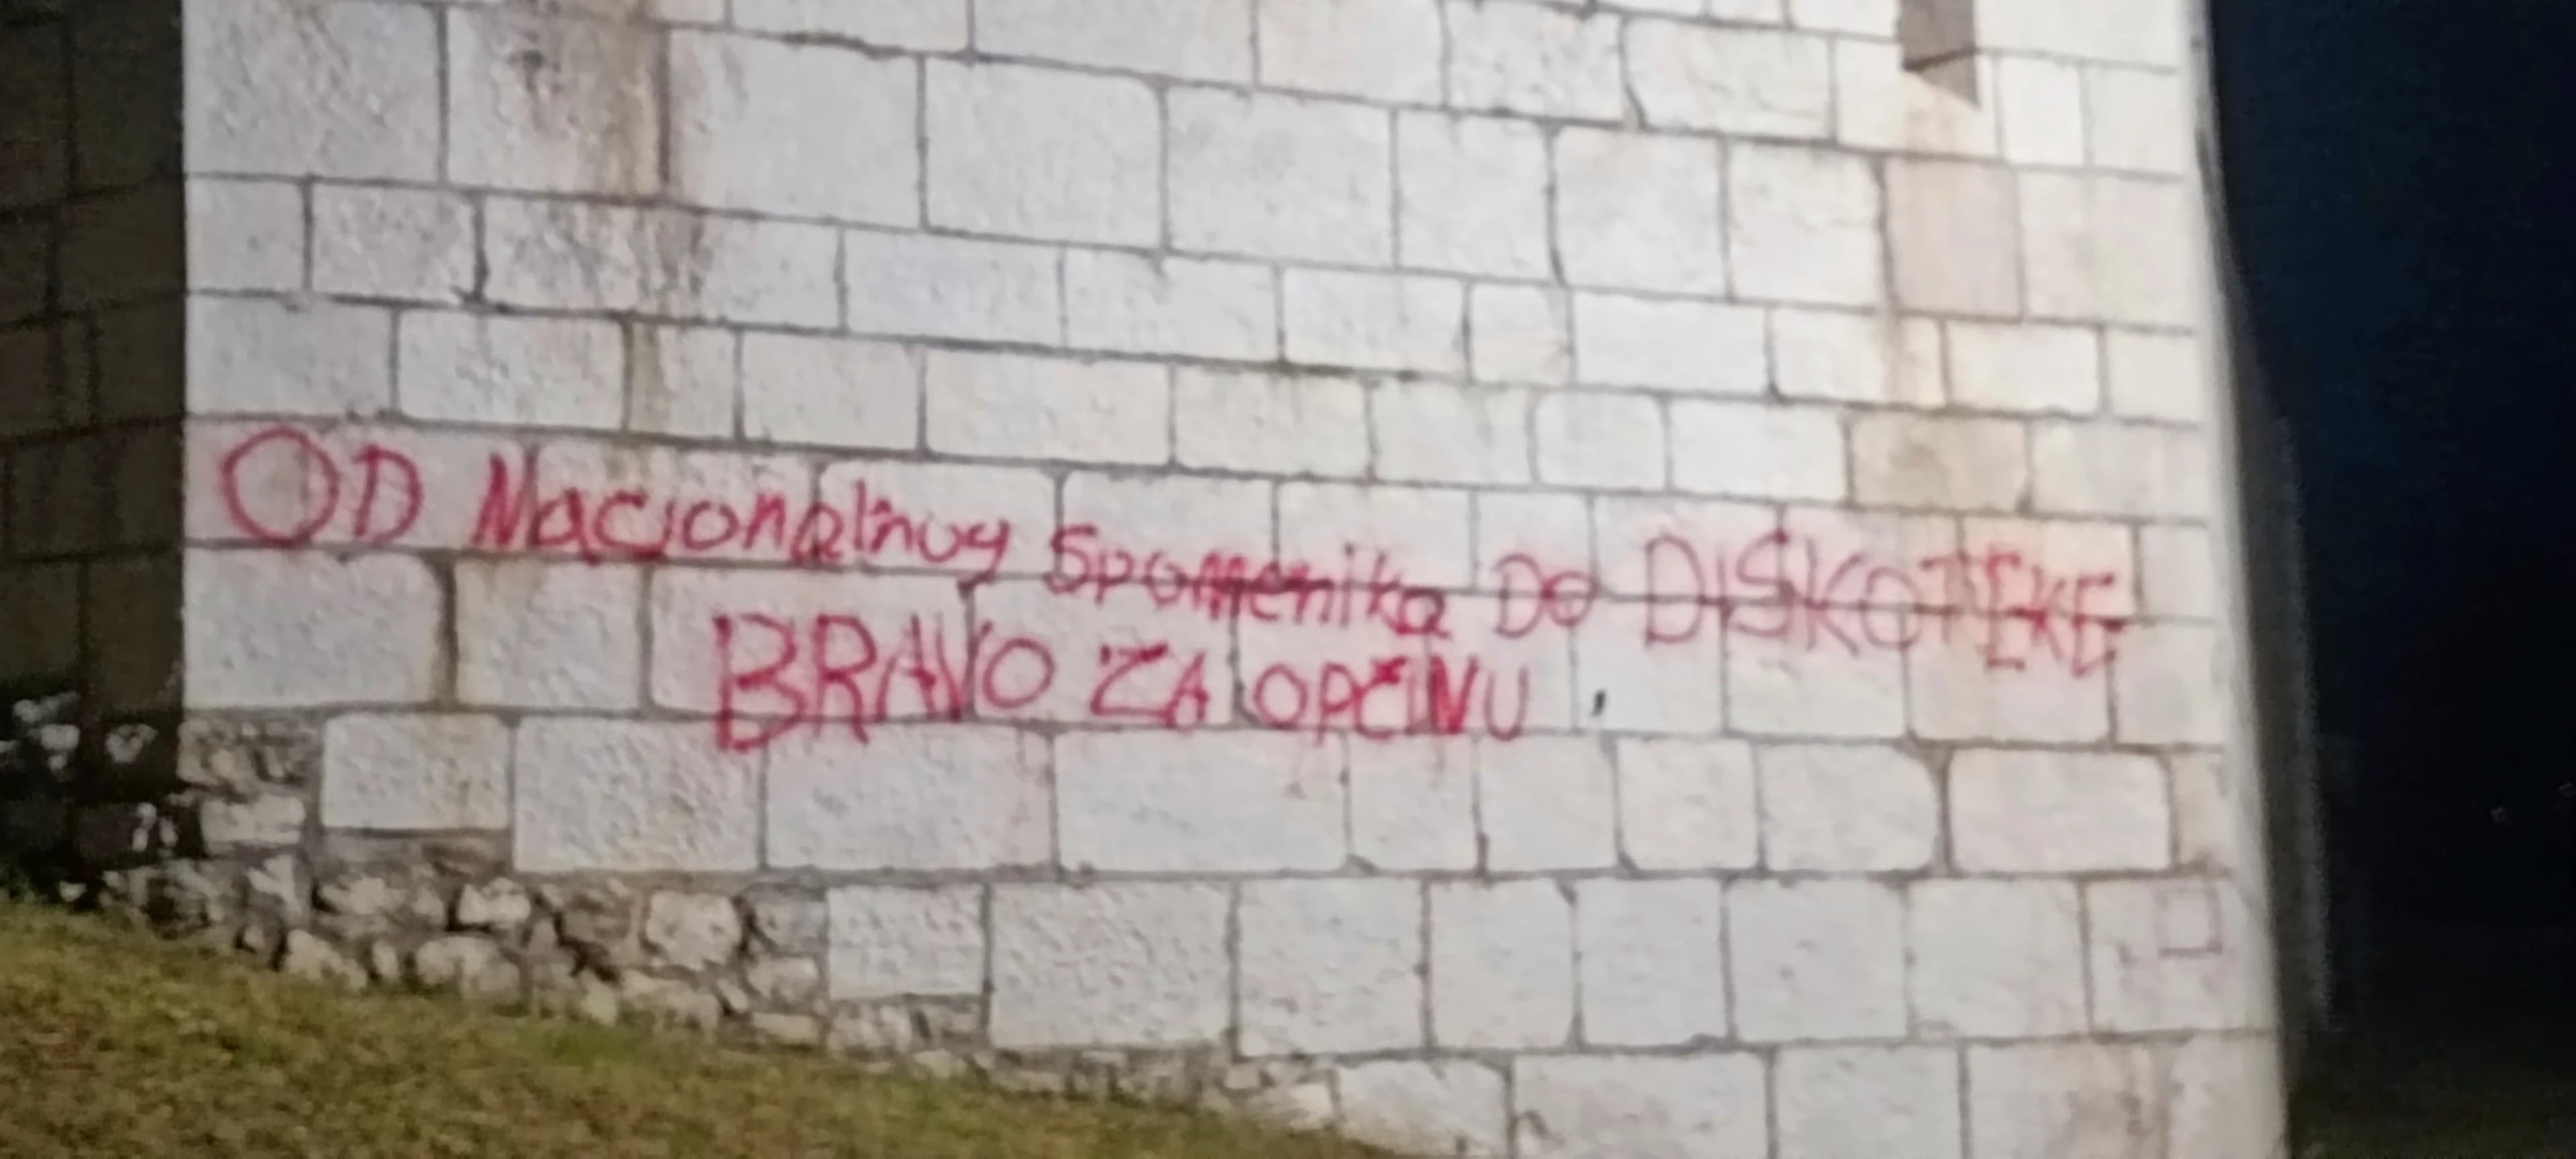 OD Nacionalnog Spomenika DO DISKOTEKE
BRAVO ZA OPĆINU